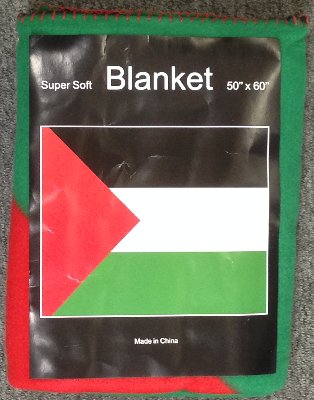 Super Soft Blanket 50" x 60"
Made in China